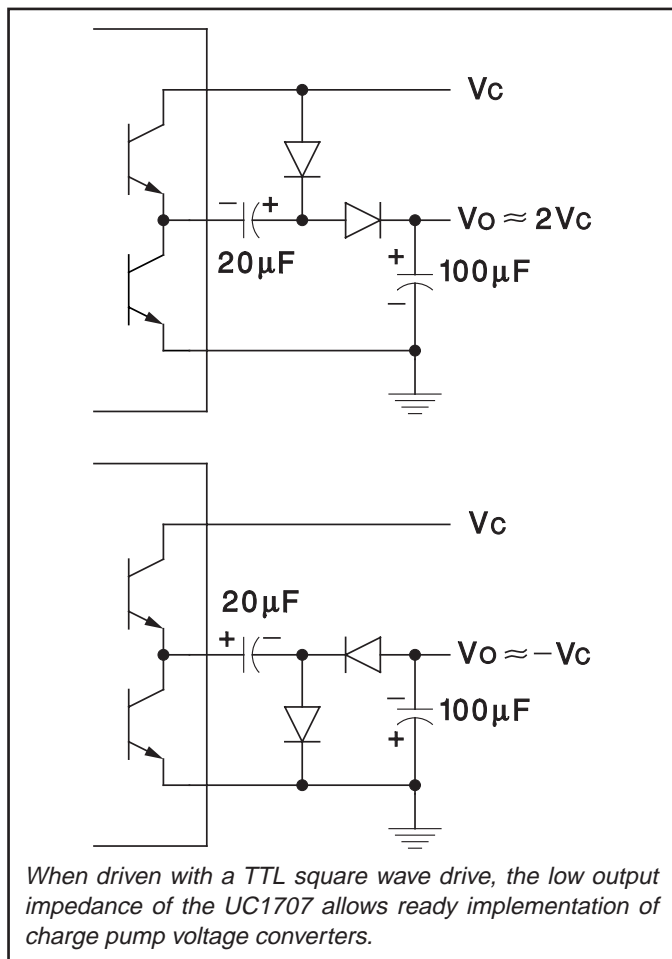 Vc
− +
20µF
Vo ≈ 2Vc
+
100µF
−
Vc
20µF
+ −
Vo ≈ −Vc
−
100µF
+
When driven with a TTL square wave drive, the low output
impedance of the UC1707 allows ready implementation of
charge pump voltage converters.